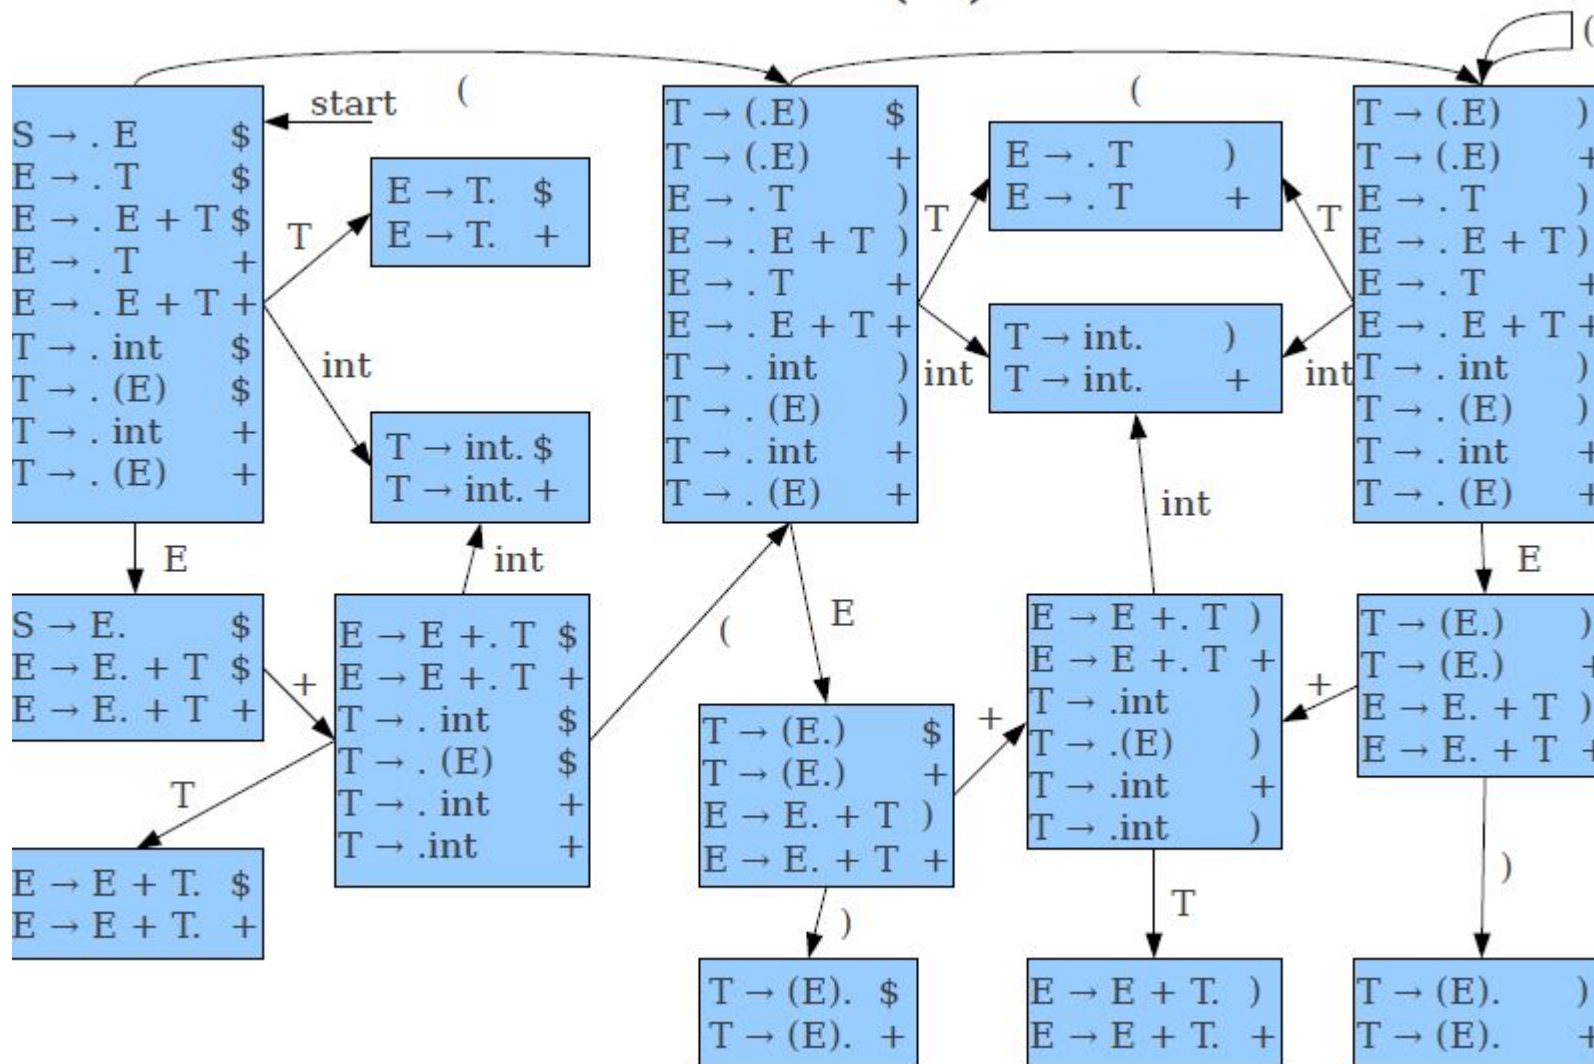 (
(
start
(
(
S → . E $
E → . T $
E → . E + T $
E → . T +
E → . E + T +
T → . int $
T → . (E) $
T → . int +
T → . (E) +
T
E → T. $
E → T. +
int
T → int. $
T → int. +
T → (.E) $
T → (.E) +
E → . T )
E → . E + T )
E → . T +
E → . E + T +
T → . int )
T → . (E) )
T → . int +
T → . (E) +
T
E → . T )
E → . T +
T
int
T → int. )
T → int. +
int
T → (.E) )
T → (.E) +
E → . T )
E → . E + T )
E → . T +
E → . E + T +
T → . int )
T → . (E) )
T → . int +
T → . (E) +
E
int
(
E
int
E
S → E. $
E → E. + T $
E → E. + T +
+
E → E +. T $
E → E +. T +
T → . int $
T → . (E) $
T → . int +
T → .int +
T
E → E + T. $
E → E + T. +
T → (E.) $
T → (E.) +
E → E. + T )
E → E. + T +
+
E → E +. T )
E → E +. T +
T → .int )
T → .(E) )
T → .int +
T → .int )
+
T → (E.) )
T → (E.) +
E → E. + T )
E → E. + T +
)
T
)
T → (E). $
T → (E). +
E → E + T. )
E → E + T. +
T → (E). )
T → (E). +